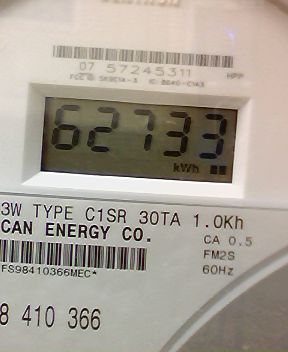 07 57245311 HPP
62733
kWh
3W TYPE C1SR 30TA 1.0Kh
CAN ENERGY CO.
CA 0.5
FM2S
60Hz
FS98410366MEC*
8 410 366